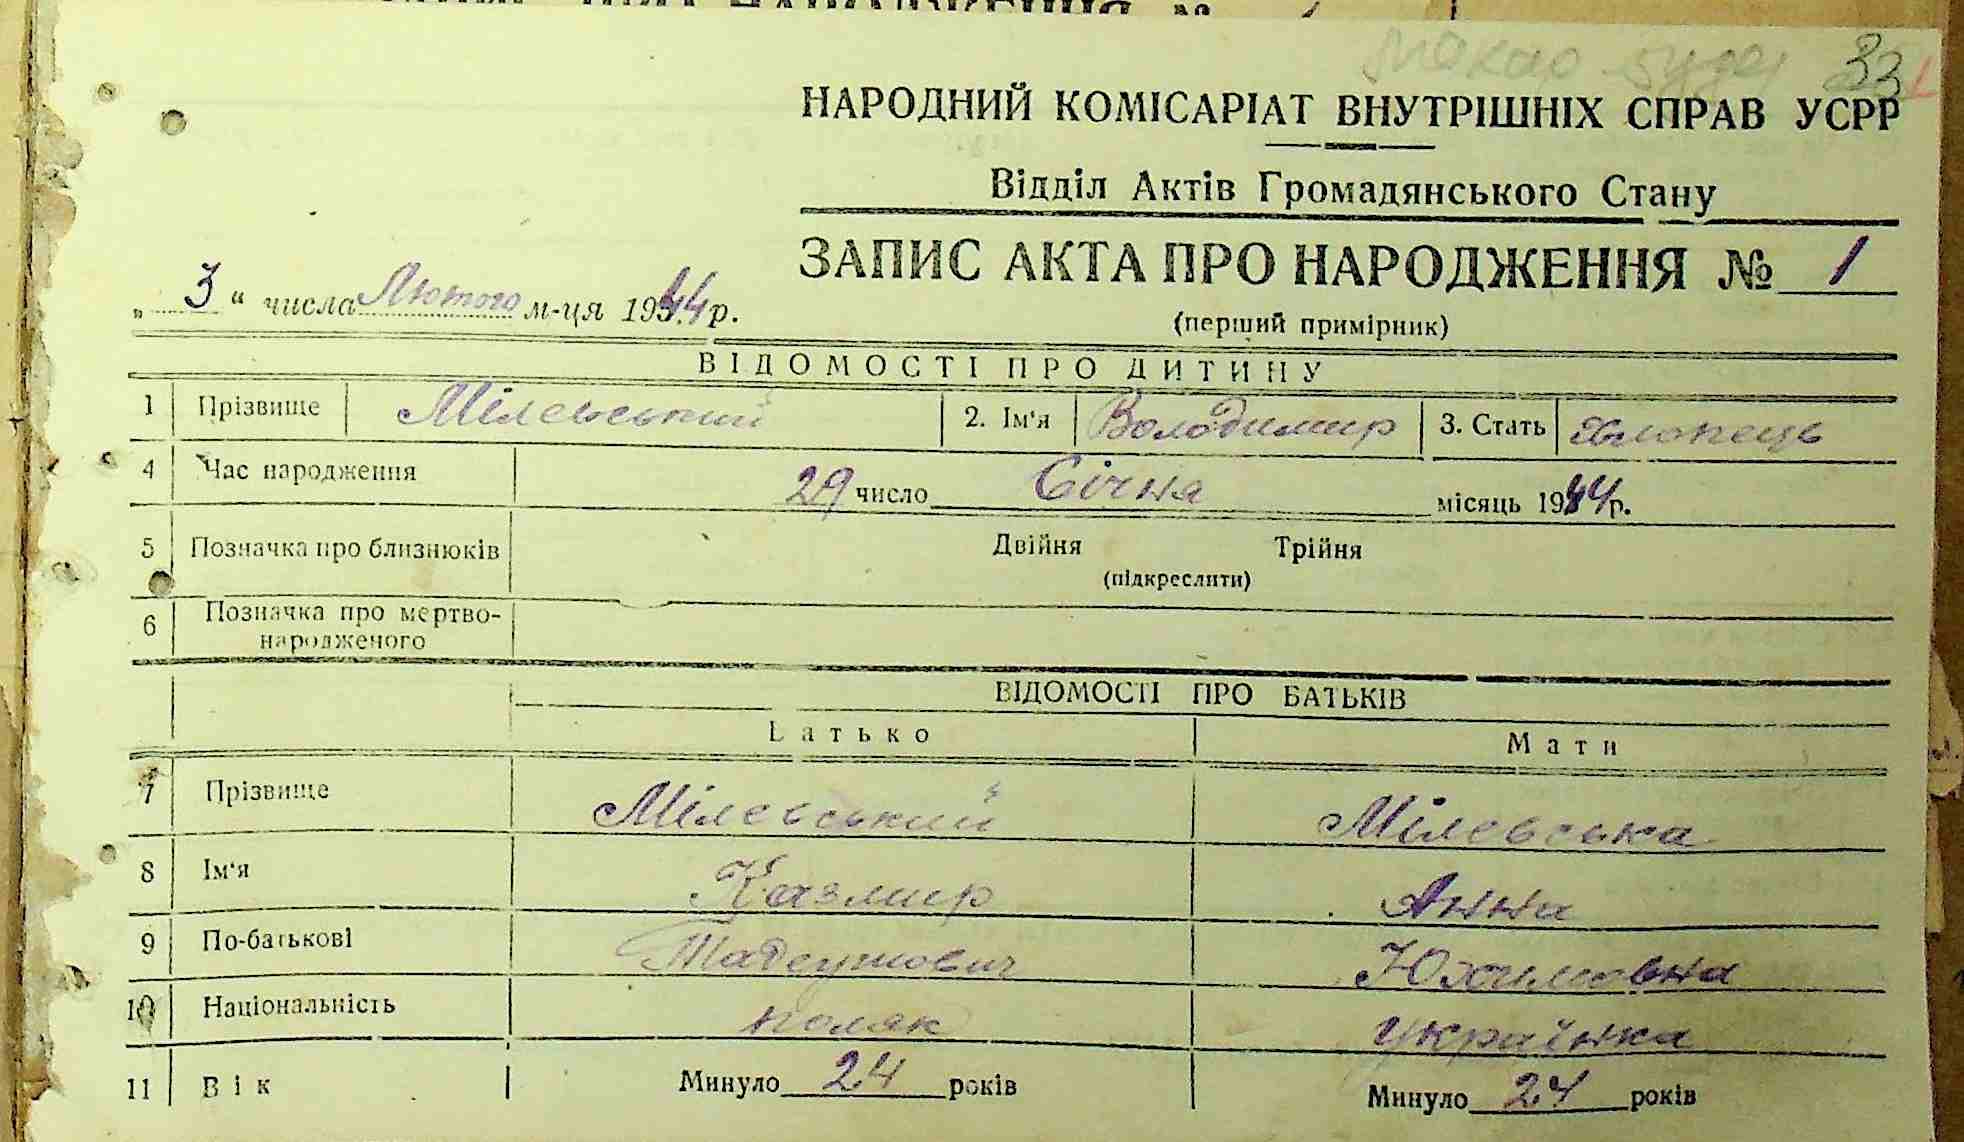 33
НАРОДНИЙ КОМІСАРІАТ ВНУТРІШНІХ СПРАВ УСРР
Відділ Актів Громадянського Стану
ЗАПИС АКТА ПРО НАРОДЖЕННЯ № 1
„ 3 “ числа Лютого м-ця 1944 р.
(перший примірник)
ВІДОМОСТІ ПРО ДИТИНУ
1 Прізвище Мілевський 2. Ім'я Володимир 3. Стать хлопець
4 Час народження 29 число Січня місяць 1944 р.
5 Позначка про близнюків Двійня Трійня
(підкреслити)
6 Позначка про мертво-
народженого
ВІДОМОСТІ ПРО БАТЬКІВ
Батько Мати
7 Прізвище Мілевський Мілевська
8 Ім'я Казмир Анна
9 По-батькові Тадеушович Юхимовна
10 Національність поляк українка
11 Вік Минуло 24 років Минуло 24 років